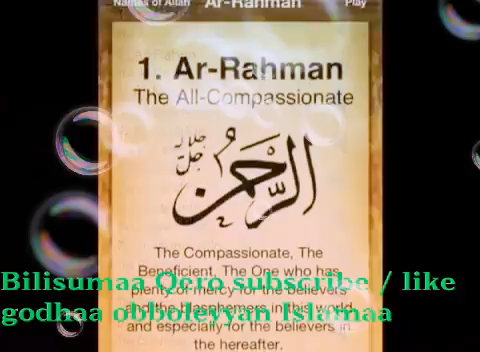 Names of Allah Ar-Rahman Play
1. Ar-Rahman
The All-Compassionate
جل جلاله
الرحمن
The Compassionate, The
Beneficient, The One who has
plenty of mercy for the believers
and the blasphemers in this world
and especially for the believers in
the hereafter.
Bilisumaa Qero subscribe / like
godhaa obboleyyan Islamaa